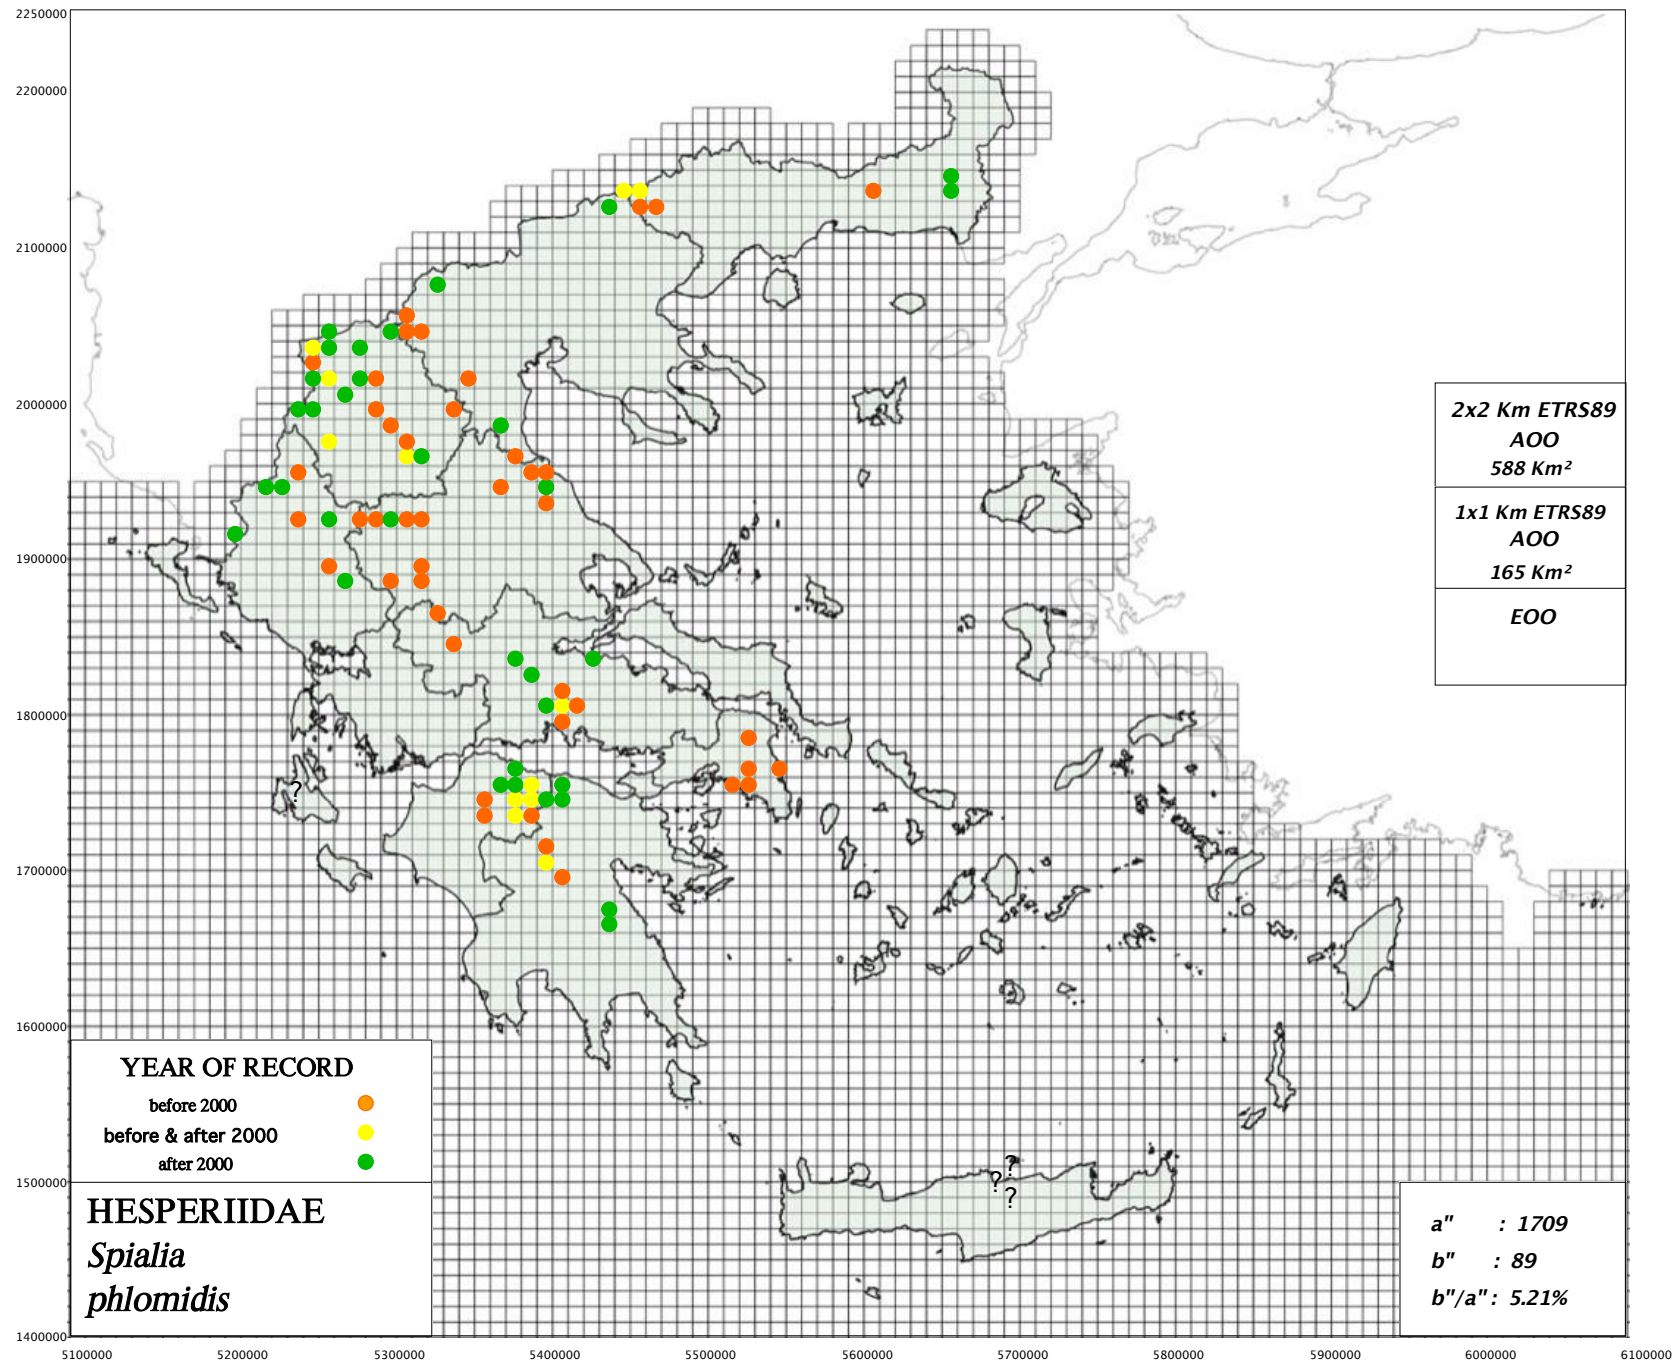 2250000
2200000
2100000
2000000
1900000
1800000
1700000
1600000
1500000
1400000
2x2 Km ETRS89
AOO
588 Km²
1x1 Km ETRS89
AOO
165 Km²
EOO
?
?
?
?
YEAR OF RECORD
before 2000
before & after 2000
after 2000
HESPERIIDAE
Spialia
phlomidis
a" : 1709
b" : 89
b"/a" : 5.21%
5100000 5200000 5300000 5400000 5500000 5600000 5700000 5800000 5900000 6000000 6100000